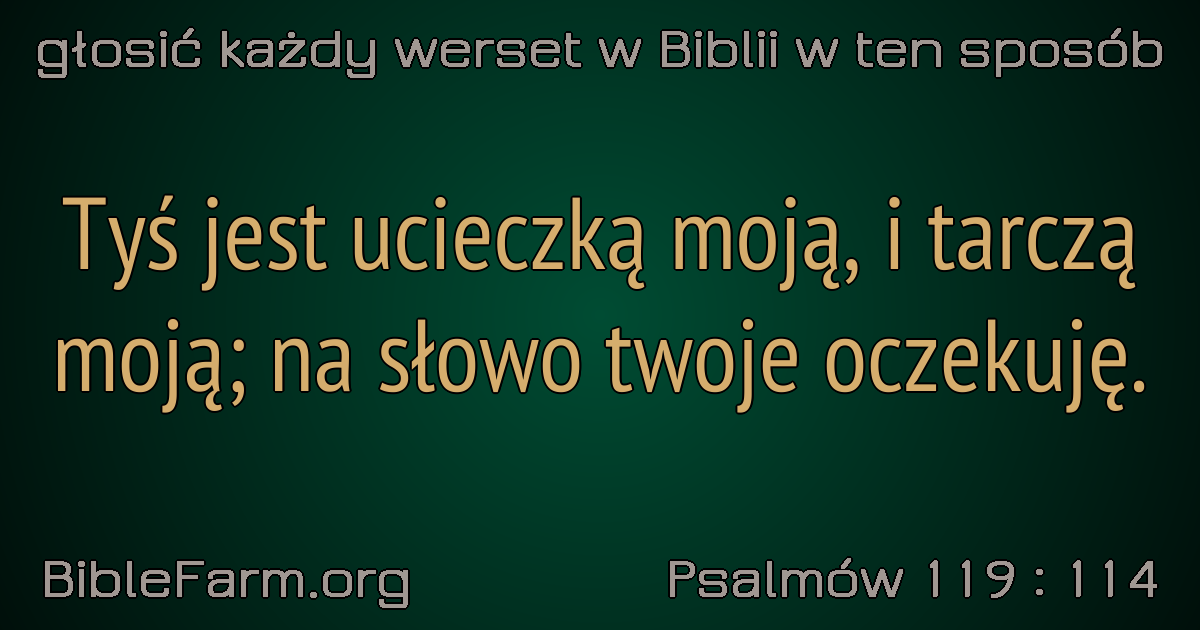 głosić każdy werset w Biblii w ten sposób
Tyś jest ucieczką moją, i tarczą
moją; na słowo twoje oczekuję.
BibleFarm.org
Psalmów 119 : 114